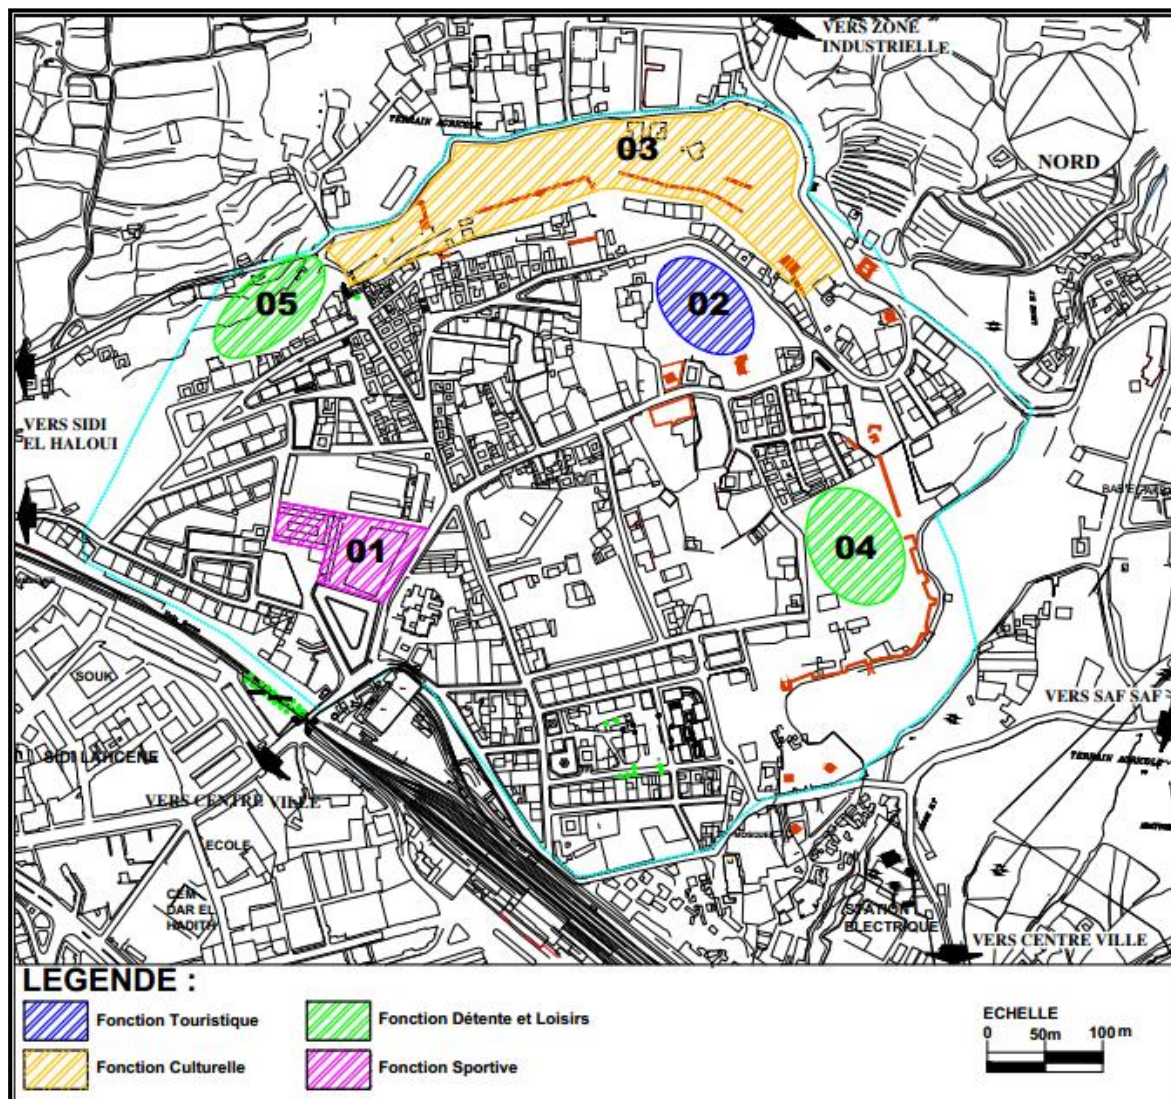 VERS ZONE
INDUSTRIELLE
TERRAIN AGRICOLE
03
NORD
05
02
VERS SIDI
EL HALOUI
01
04
SOUK
VERS SAF SAF
SIDI LAHCENE
TERRAIN AGRICOLE
VERS CENTRE VILLE
ECOLE
MOSQUEE
CEM
DAR EL
HADITH
STATION
ELECTRIQUE
VERS CENTRE VILLE
LEGENDE :
Fonction Touristique
Fonction Détente et Loisirs
Fonction Culturelle
Fonction Sportive
ECHELLE
0 50m 100 m